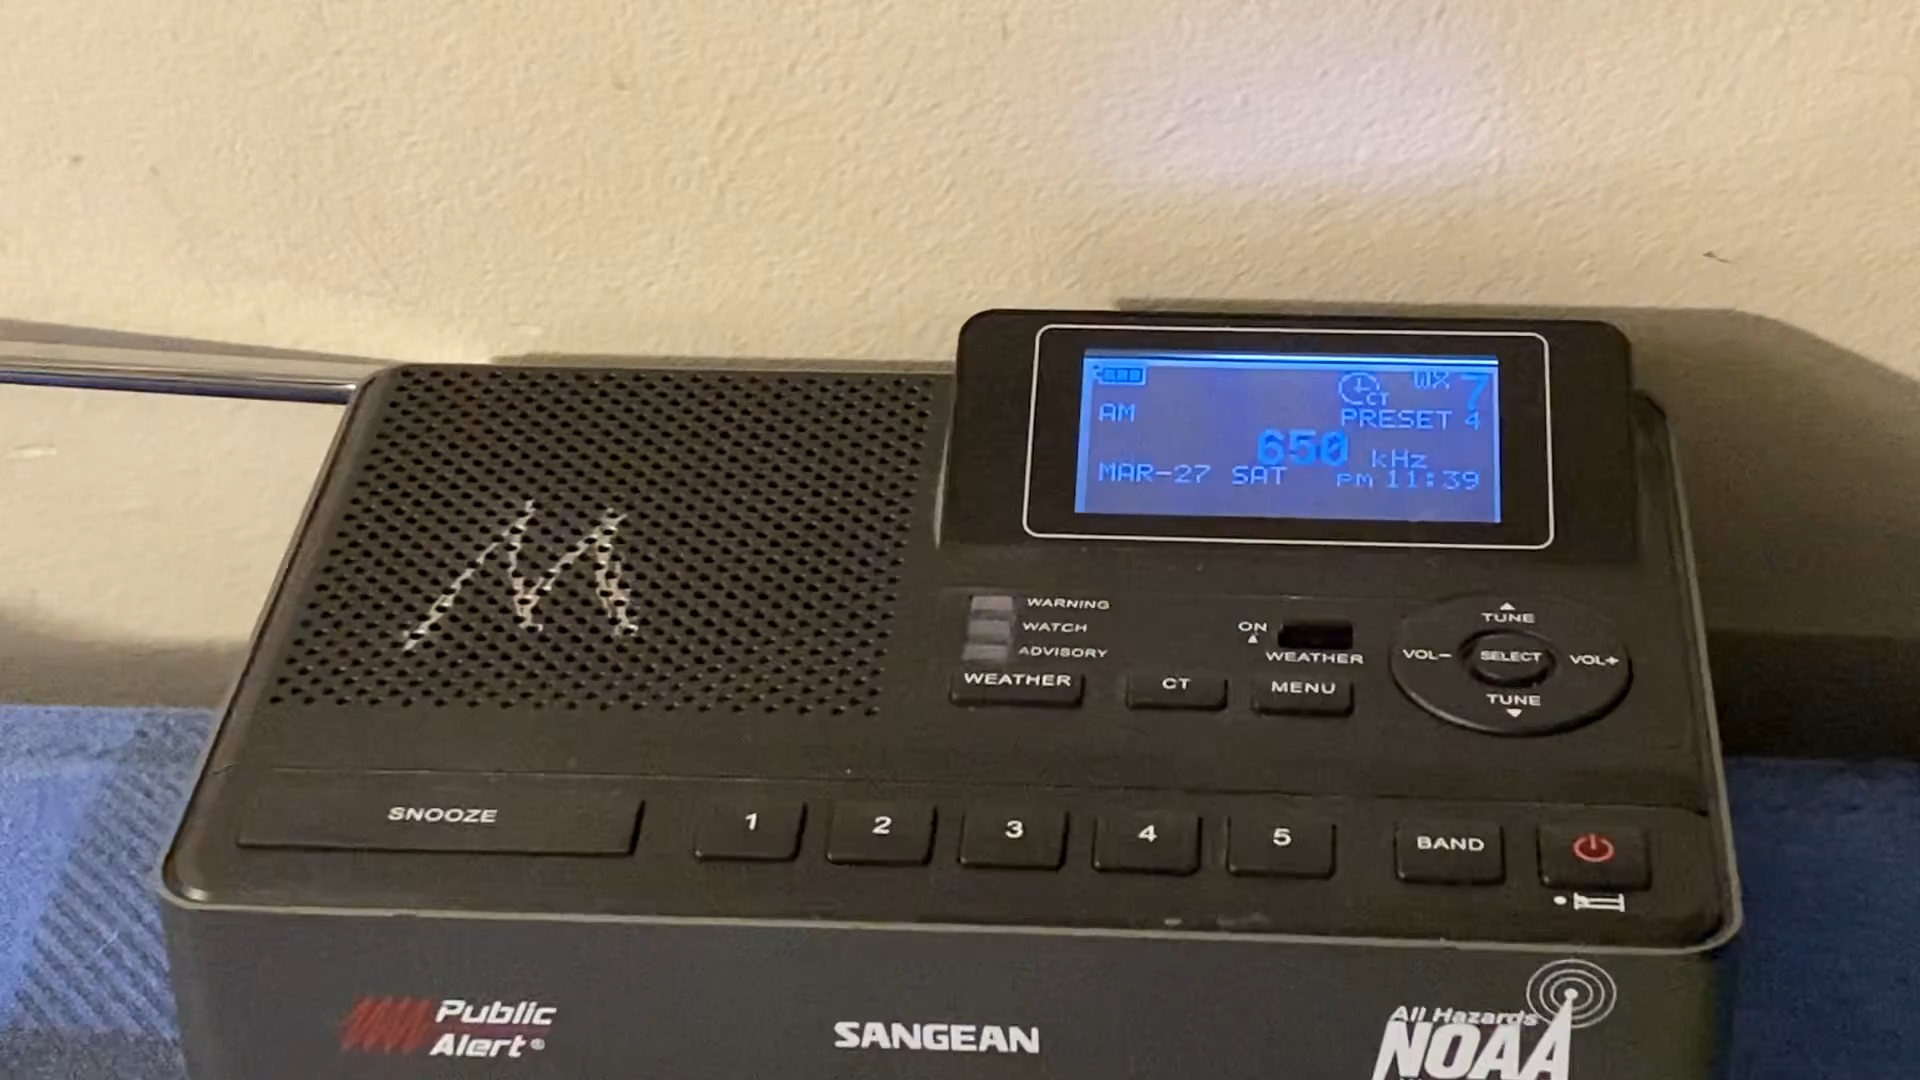 WX 7
CT
AM
PRESET 4
650 kHz
MAR-27 SAT PM 11:39
WARNING
WATCH
ADVISORY
ON
WEATHER
WEATHER
CT
MENU
TUNE
VOL-
SELECT
VOL+
TUNE
SNOOZE
1
2
3
4
5
BAND
Public
Alert®
SANGEAN
All Hazards
NOAA